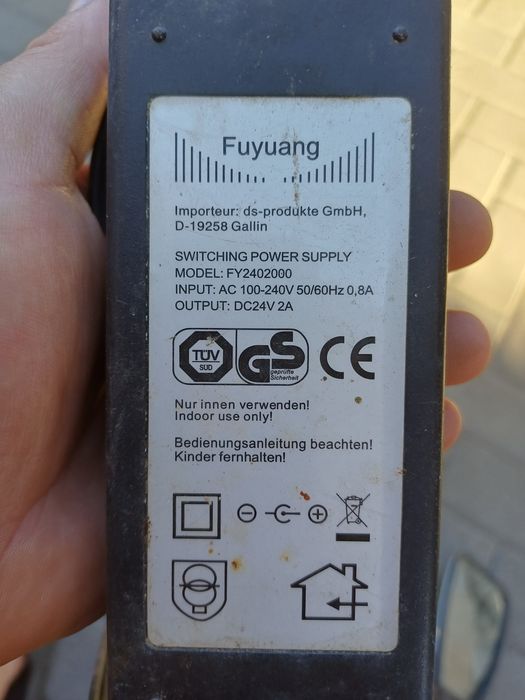 Fuyuang
Importeur: ds-produkte GmbH,
D-19258 Gallin
SWITCHING POWER SUPPLY
MODEL: FY2402000
INPUT: AC 100-240V 50/60Hz 0,8A
OUTPUT: DC24V 2A
TÜV
SÜD
GS
geprüfte
Sicherheit
CE
Nur innen verwenden!
Indoor use only!
Bedienungsanleitung beachten!
Kinder fernhalten!